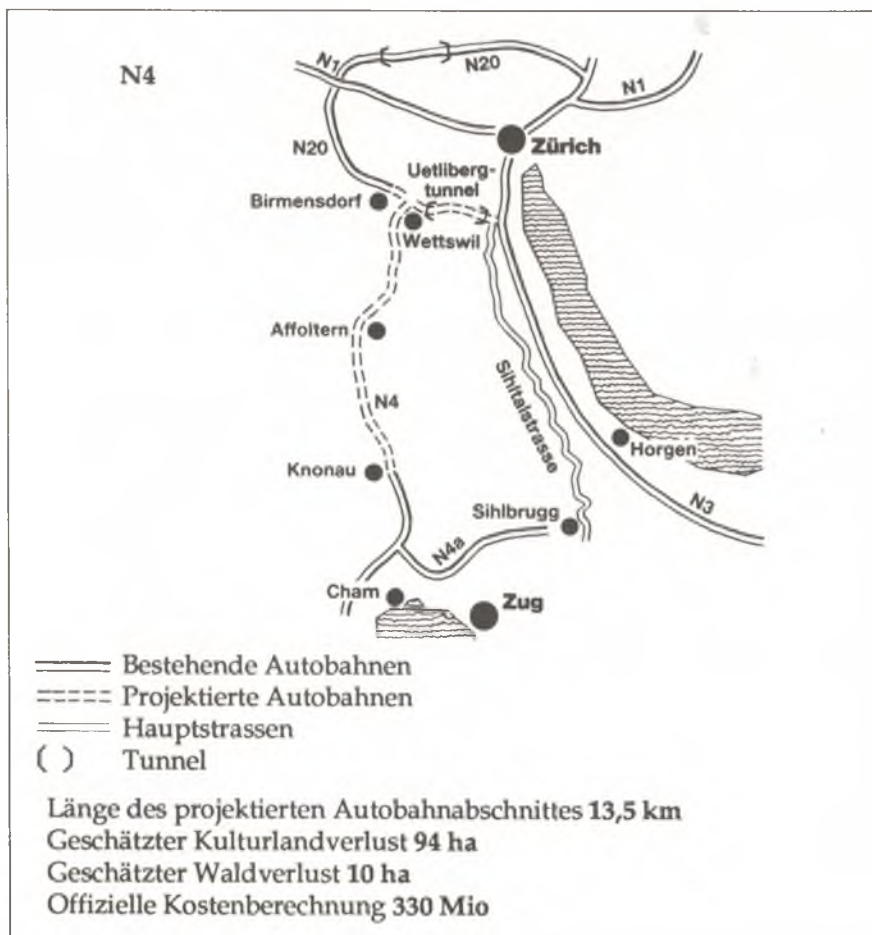 N4
N1
N20
N1
N20
Zürich
Uetliberg-
tunnel
Birmensdorf
Wettswil
Affoltern
N4
Sihltalstrasse
Horgen
Knonau
N3
Sihlbrugg
N4a
Cham
Zug
Bestehende Autobahnen
Projektierte Autobahnen
Hauptstrassen
( ) Tunnel
Länge des projektierten Autobahnabschnittes 13,5 km
Geschätzter Kulturlandverlust 94 ha
Geschätzter Waldverlust 10 ha
Offizielle Kostenberechnung 330 Mio